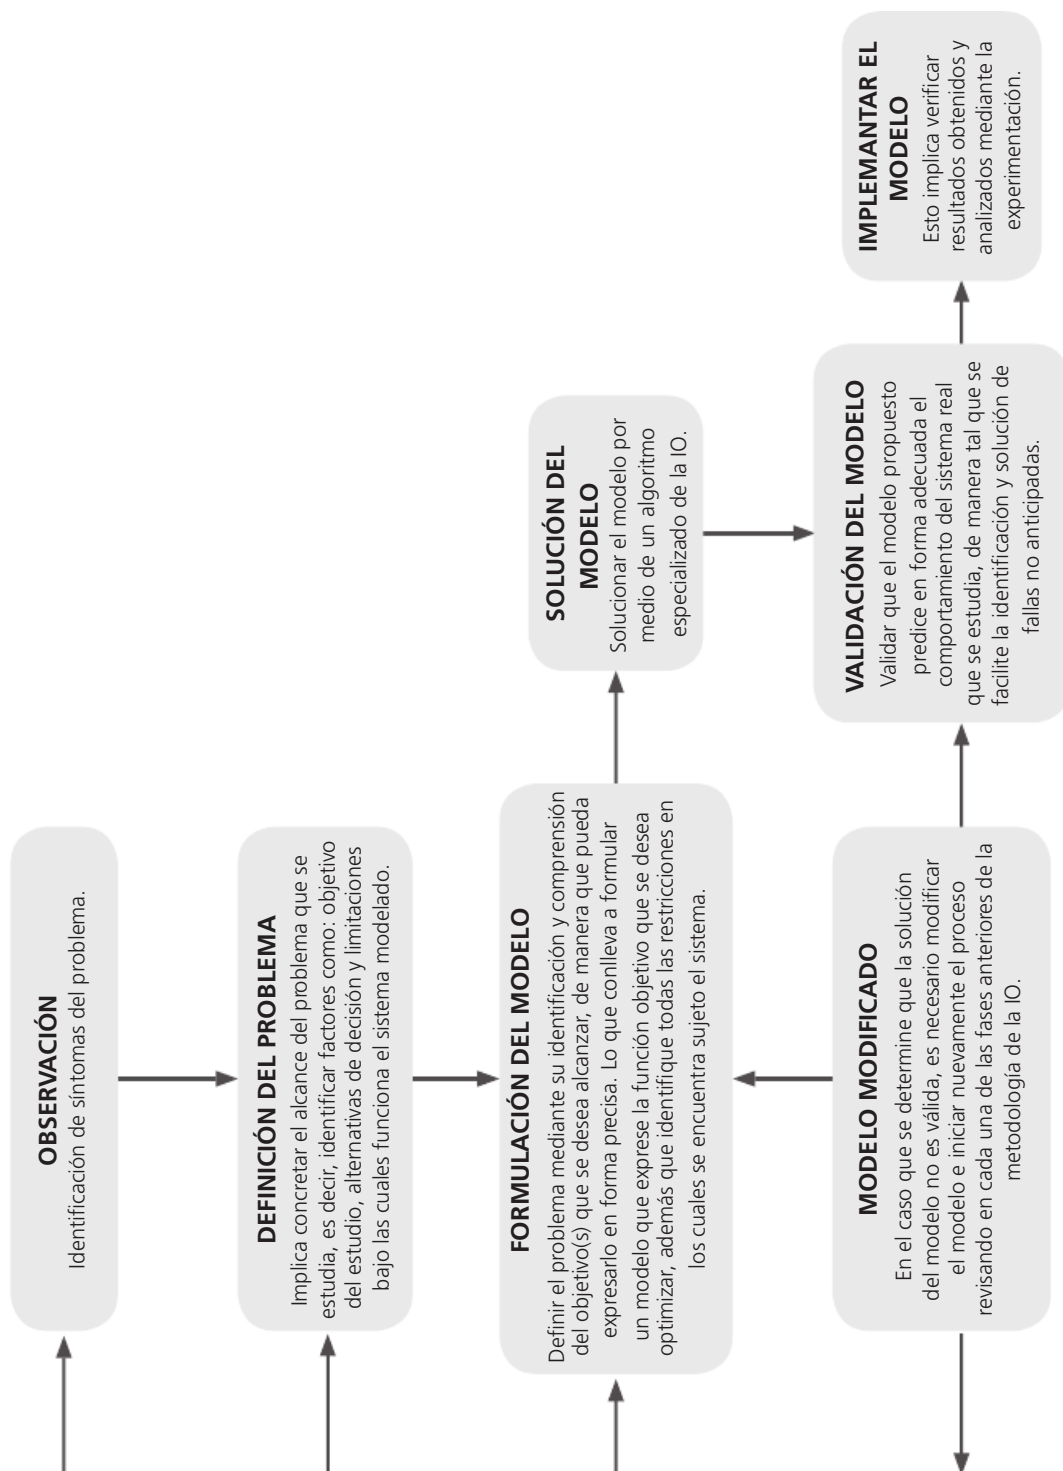 OBSERVACIÓN
Identificación de síntomas del problema.
DEFINICIÓN DEL PROBLEMA
Implica concretar el alcance del problema que se
estudia, es decir, identificar factores como: objetivo
del estudio, alternativas de decisión y limitaciones
bajo las cuales funciona el sistema modelado.
FORMULACIÓN DEL MODELO
Definir el problema mediante su identificación y comprensión
del objetivo(s) que se desea alcanzar, de manera que pueda
expresarlo en forma precisa. Lo que conlleva a formular
un modelo que exprese la función objetivo que se desea
optimizar, además que identifique todas las restricciones en
los cuales se encuentra sujeto el sistema.
SOLUCIÓN DEL
MODELO
Solucionar el modelo por
medio de un algoritmo
especializado de la IO.
MODELO MODIFICADO
En el caso que se determine que la solución
del modelo no es válida, es necesario modificar
el modelo e iniciar nuevamente el proceso
revisando en cada una de las fases anteriores de la
metodología de la IO.
VALIDACIÓN DEL MODELO
Validar que el modelo propuesto
predice en forma adecuada el
comportamiento del sistema real
que se estudia, de manera tal que se
facilite la identificación y solución de
fallas no anticipadas.
IMPLEMANTAR EL
MODELO
Esto implica verificar
resultados obtenidos y
analizados mediante la
experimentación.